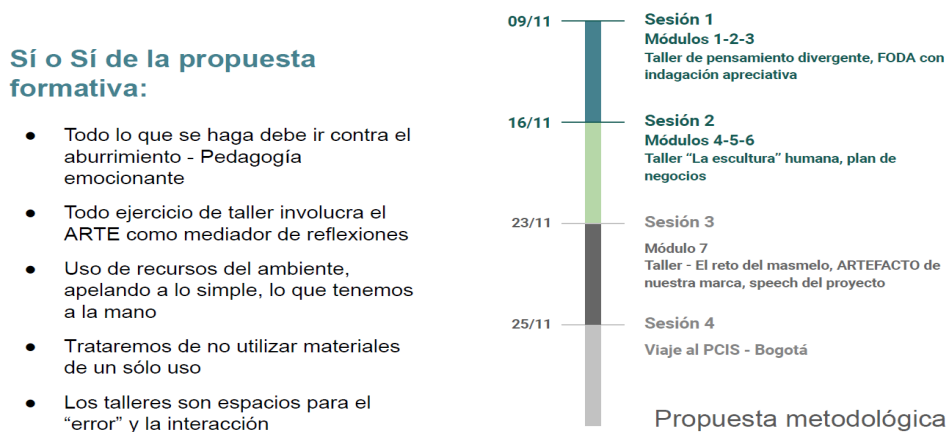 Sí o Sí de la propuesta
formativa:
● Todo lo que se haga debe ir contra el
aburrimiento - Pedagogía
emocionante
● Todo ejercicio de taller involucra el
ARTE como mediador de reflexiones
● Uso de recursos del ambiente,
apelando a lo simple, lo que tenemos
a la mano
● Trataremos de no utilizar materiales
de un sólo uso
● Los talleres son espacios para el
“error” y la interacción
09/11
Sesión 1
Módulos 1-2-3
Taller de pensamiento divergente, FODA con
indagación apreciativa
16/11
Sesión 2
Módulos 4-5-6
Taller “La escultura” humana, plan de
negocios
23/11
Sesión 3
Módulo 7
Taller - El reto del masmelo, ARTEFACTO de
nuestra marca, speech del proyecto
25/11
Sesión 4
Viaje al PCIS - Bogotá
Propuesta metodológica